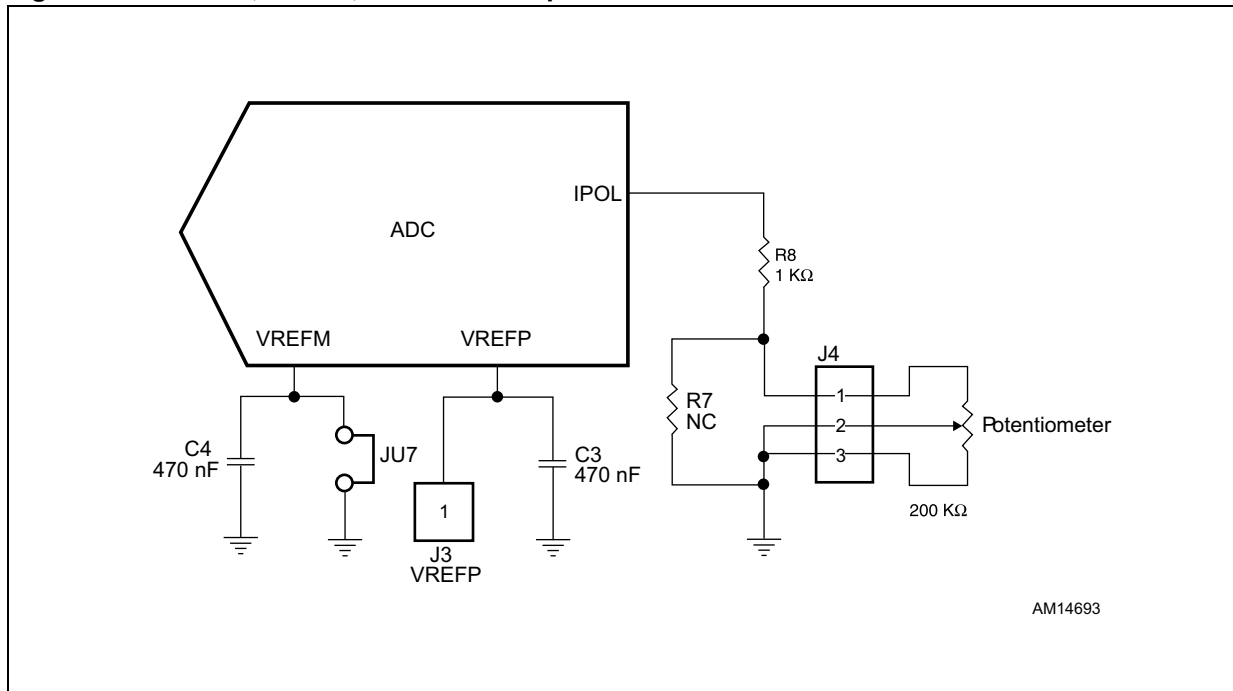 IPOL
ADC
R8
1 KΩ
VREFM
VREFP
J4
1
2
3
R7
NC
Potentiometer
C4
470 nF
JU7
C3
470 nF
1
J3
VREFP
200 KΩ
AM14693